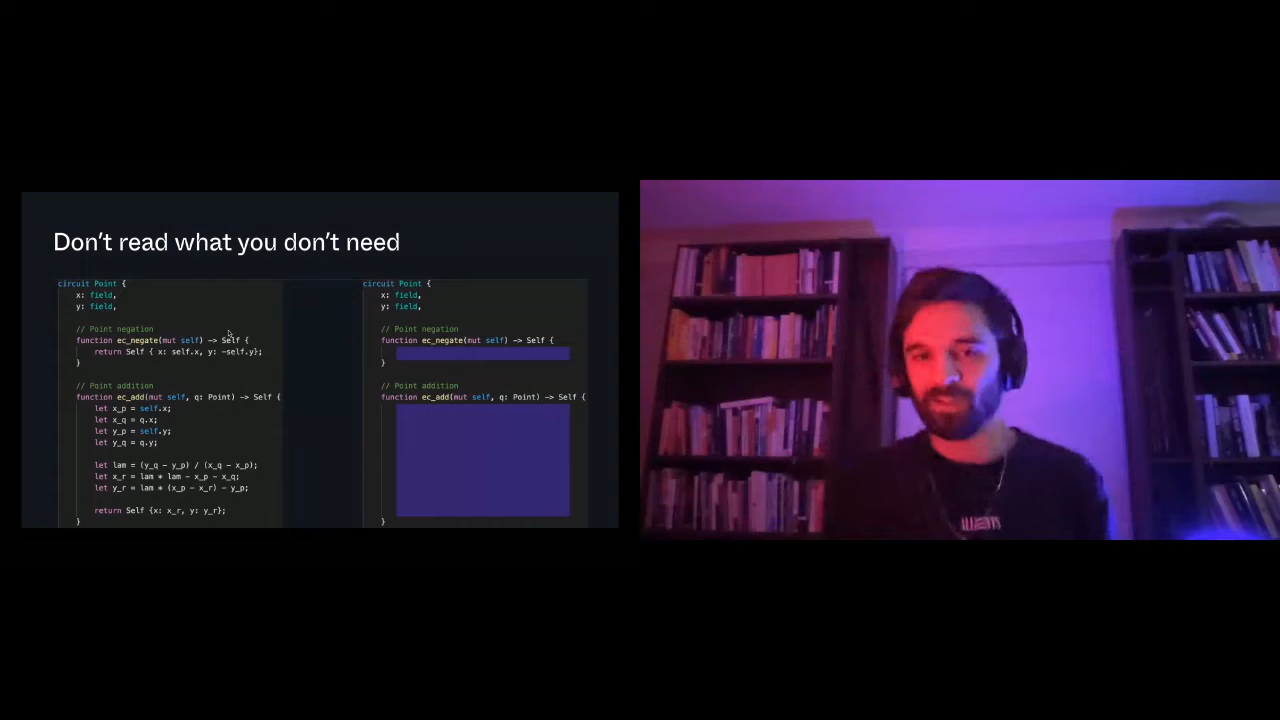 Don't read what you don't need
circuit Point {
x: field,
y: field,
// Point negation
function ec_negate(mut self) -> Self {
return Self { x: self.x, y: -self.y};
}
// Point addition
function ec_add(mut self, q: Point) -> Self {
let x_p = self.x;
let x_q = q.x;
let y_p = self.y;
let y_q = q.y;
let lam = (y_q - y_p) / (x_q - x_p);
let x_r = lam * lam - x_p - x_q;
let y_r = lam * (x_p - x_r) - y_p;
return Self {x: x_r, y: y_r};
}
circuit Point {
x: field,
y: field,
// Point negation
function ec_negate(mut self) -> Self {
}
// Point addition
function ec_add(mut self, q: Point) -> Self {
}